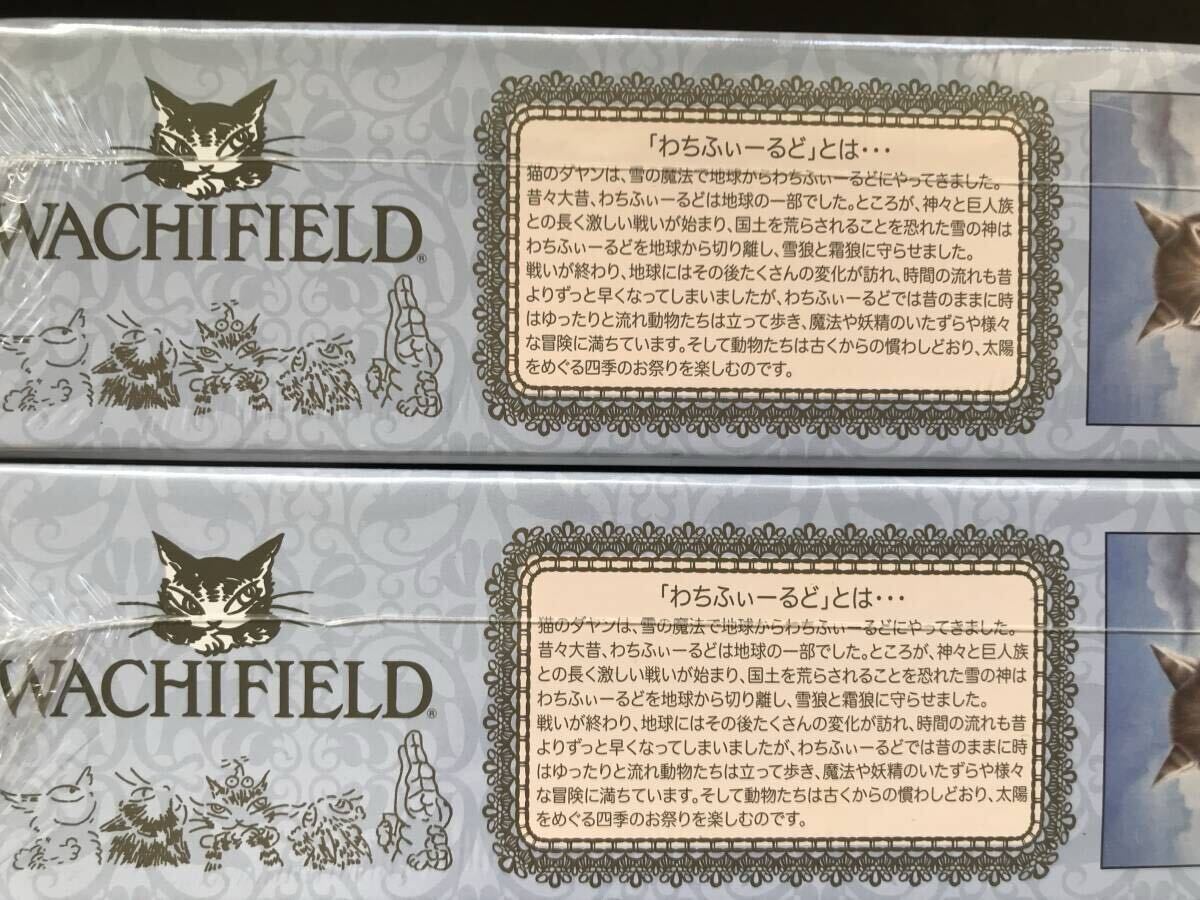 WACHIFIELD®
「わちふぃーるど」とは・・・
猫のダヤンは、雪の魔法で地球からわちふぃーるどにやってきました。
昔々大昔、わちふぃーるどは地球の一部でした。ところが、神々と巨人族
との長く激しい戦いが始まり、国土を荒らされることを恐れた雪の神は
わちふぃーるどを地球から切り離し、雪狼と霜狼に守らせました。
戦いが終わり、地球にはその後たくさんの変化が訪れ、時間の流れも昔
よりずっと早くなってしまいましたが、わちふぃーるどでは昔のままに時
はゆったりと流れ動物たちは立って歩き、魔法や妖精のいたずらや様々
な冒険に満ちています。そして動物たちは古くからの慣わしどおり、太陽
をめぐる四季のお祭りを楽しむのです。
WACHIFIELD®
「わちふぃーるど」とは・・・
猫のダヤンは、雪の魔法で地球からわちふぃーるどにやってきました。
昔々大昔、わちふぃーるどは地球の一部でした。ところが、神々と巨人族
との長く激しい戦いが始まり、国土を荒らされることを恐れた雪の神は
わちふぃーるどを地球から切り離し、雪狼と霜狼に守らせました。
戦いが終わり、地球にはその後たくさんの変化が訪れ、時間の流れも昔
よりずっと早くなってしまいましたが、わちふぃーるどでは昔のままに時
はゆったりと流れ動物たちは立って歩き、魔法や妖精のいたずらや様々
な冒険に満ちています。そして動物たちは古くからの慣わしどおり、太陽
をめぐる四季のお祭りを楽しむのです。